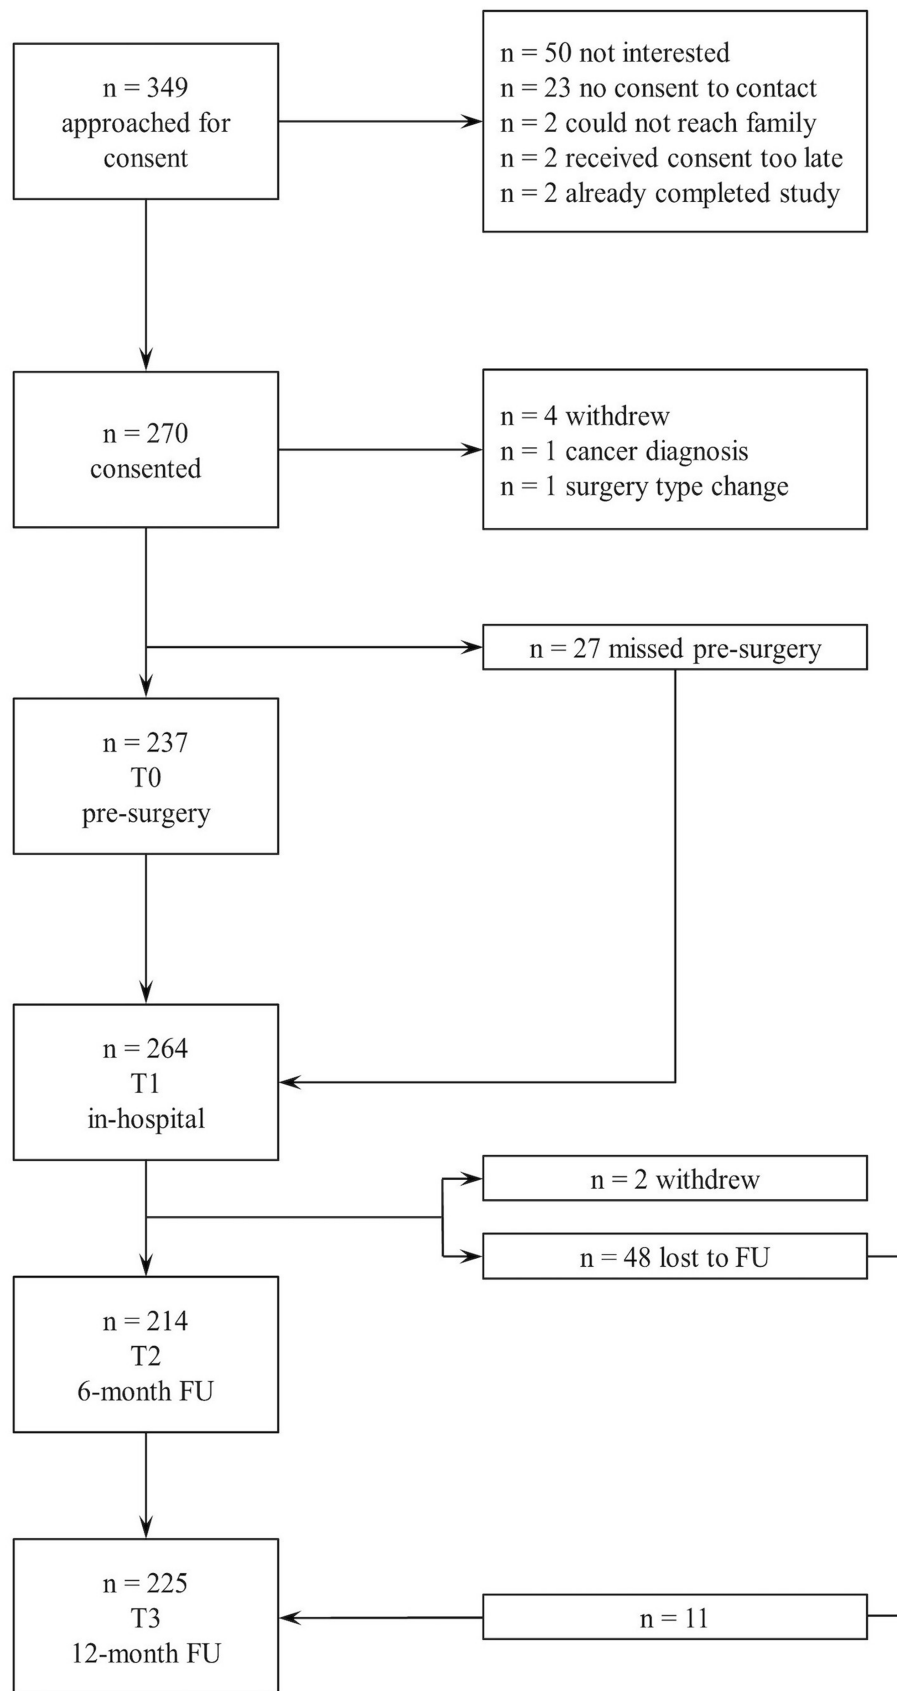 n = 349
approached for
consent
n = 50 not interested
n = 23 no consent to contact
n = 2 could not reach family
n = 2 received consent too late
n = 2 already completed study
n = 270
consented
n = 4 withdrew
n = 1 cancer diagnosis
n = 1 surgery type change
n = 27 missed pre-surgery
n = 237
T0
pre-surgery
n = 264
T1
in-hospital
n = 2 withdrew
n = 48 lost to FU
n = 214
T2
6-month FU
n = 225
T3
12-month FU
n = 11